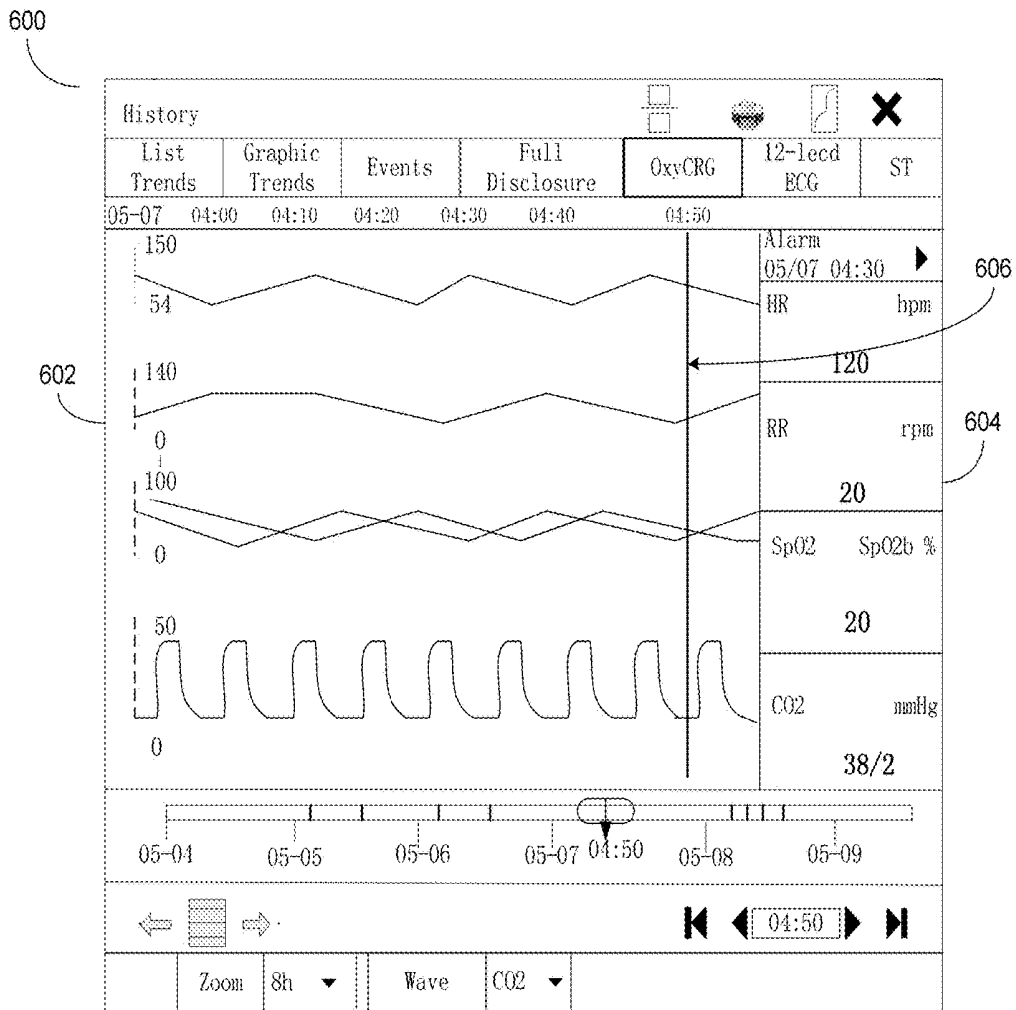 600
History
List Trends
Graphic Trends
Events
Full Disclosure
OxyCRG
12-lecd ECG
ST
05-07 04:00 04:10 04:20 04:30 04:40 04:50
150
54
Alarm
05/07 04:30
606
HR hpm
120
602
140
0
RR rpm
20
604
100
0
SpO2 SpO2b %
20
50
0
CO2 mmHg
38/2
05-04 05-05 05-06 05-07 04:50 05-08 05-09
04:50
Zoom 8h Wave CO2